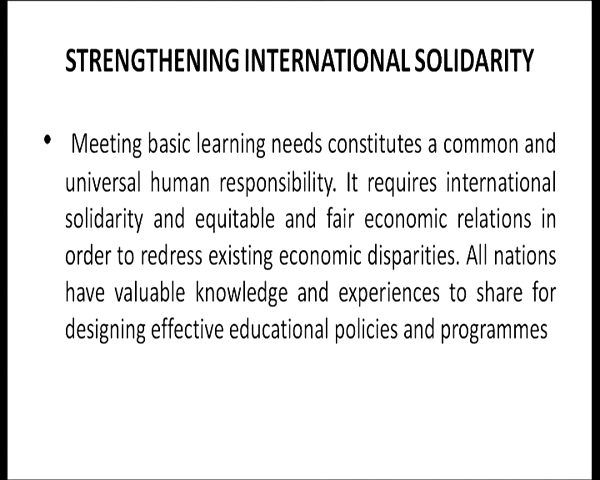 STRENGTHENING INTERNATIONAL SOLIDARITY
• Meeting basic learning needs constitutes a common and
universal human responsibility. It requires international
solidarity and equitable and fair economic relations in
order to redress existing economic disparities. All nations
have valuable knowledge and experiences to share for
designing effective educational policies and programmes